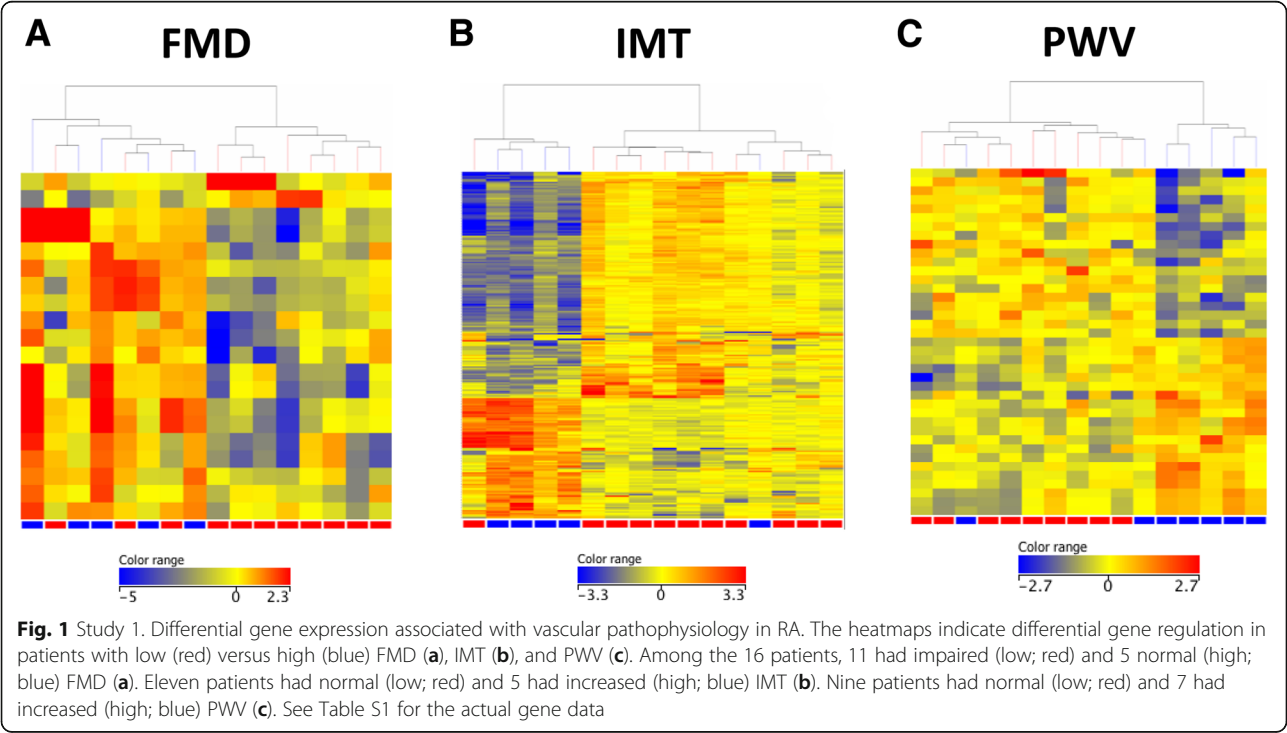 A FMD
B IMT
C PWV
Color range
−5 0 2.3
Color range
−3.3 0 3.3
Color range
−2.7 0 2.7
Fig. 1 Study 1. Differential gene expression associated with vascular pathophysiology in RA. The heatmaps indicate differential gene regulation in
patients with low (red) versus high (blue) FMD (a), IMT (b), and PWV (c). Among the 16 patients, 11 had impaired (low; red) and 5 normal (high;
blue) FMD (a). Eleven patients had normal (low; red) and 5 had increased (high; blue) IMT (b). Nine patients had normal (low; red) and 7 had
increased (high; blue) PWV (c). See Table S1 for the actual gene data